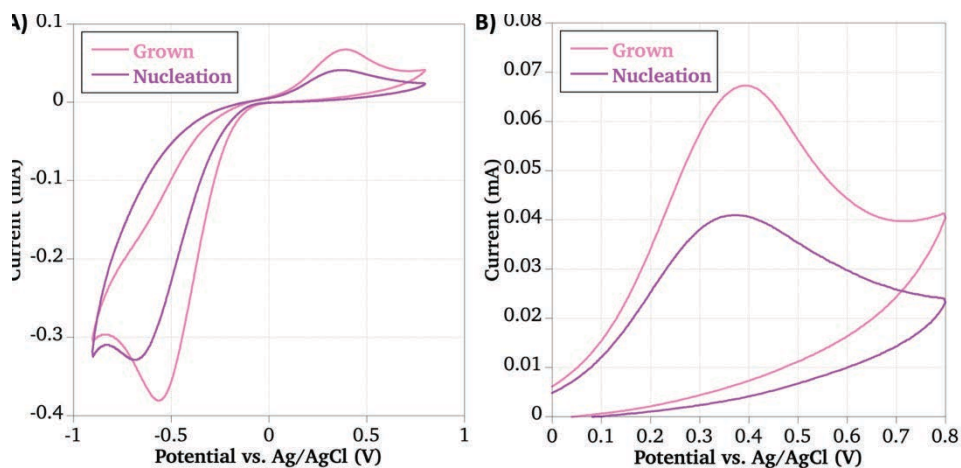 A)
0.1
Grown
Nucleation
0
-0.1
-0.2
-0.3
-0.4
Current (mA)
-1
-0.5
0
0.5
1
Potential vs. Ag/AgCl (V)
B)
0.08
Grown
Nucleation
0.07
0.06
0.05
0.04
0.03
0.02
0.01
0
Current (mA)
0
0.1
0.2
0.3
0.4
0.5
0.6
0.7
0.8
Potential vs. Ag/AgCl (V)